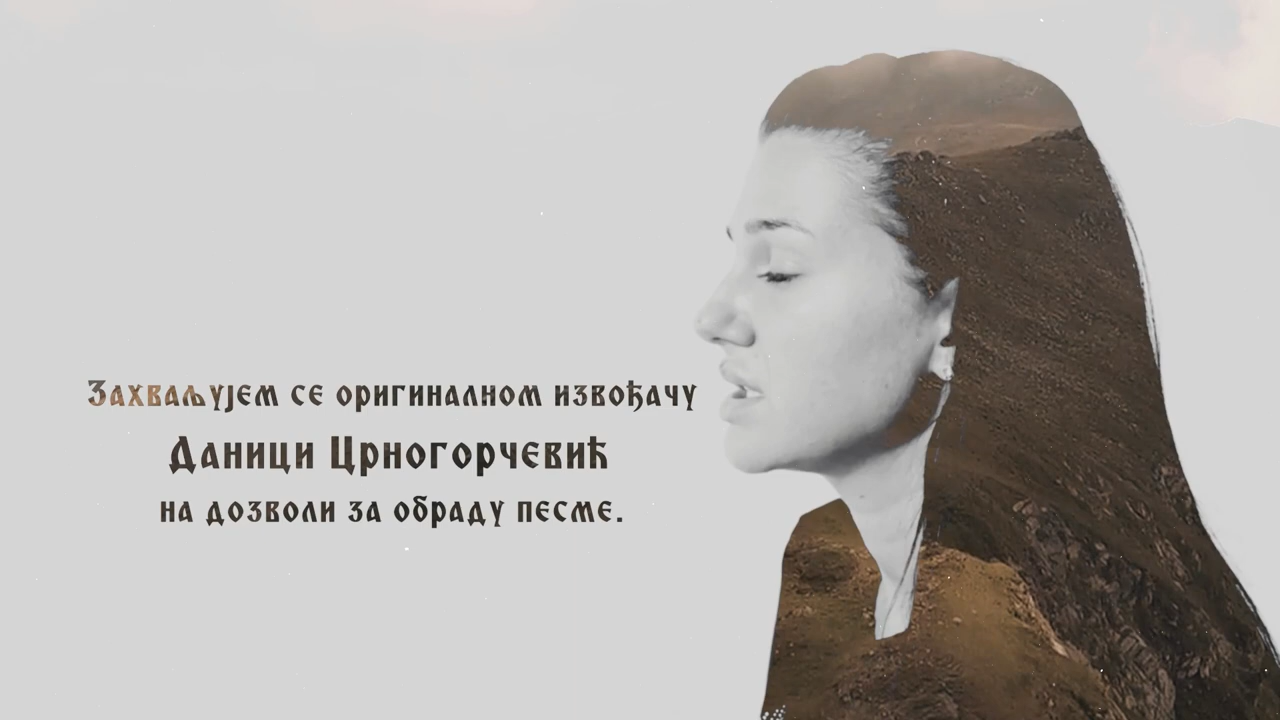 Захваљујем се оригиналном извођачу
Даници Црногорчевић
на дозволи за обраду песме.